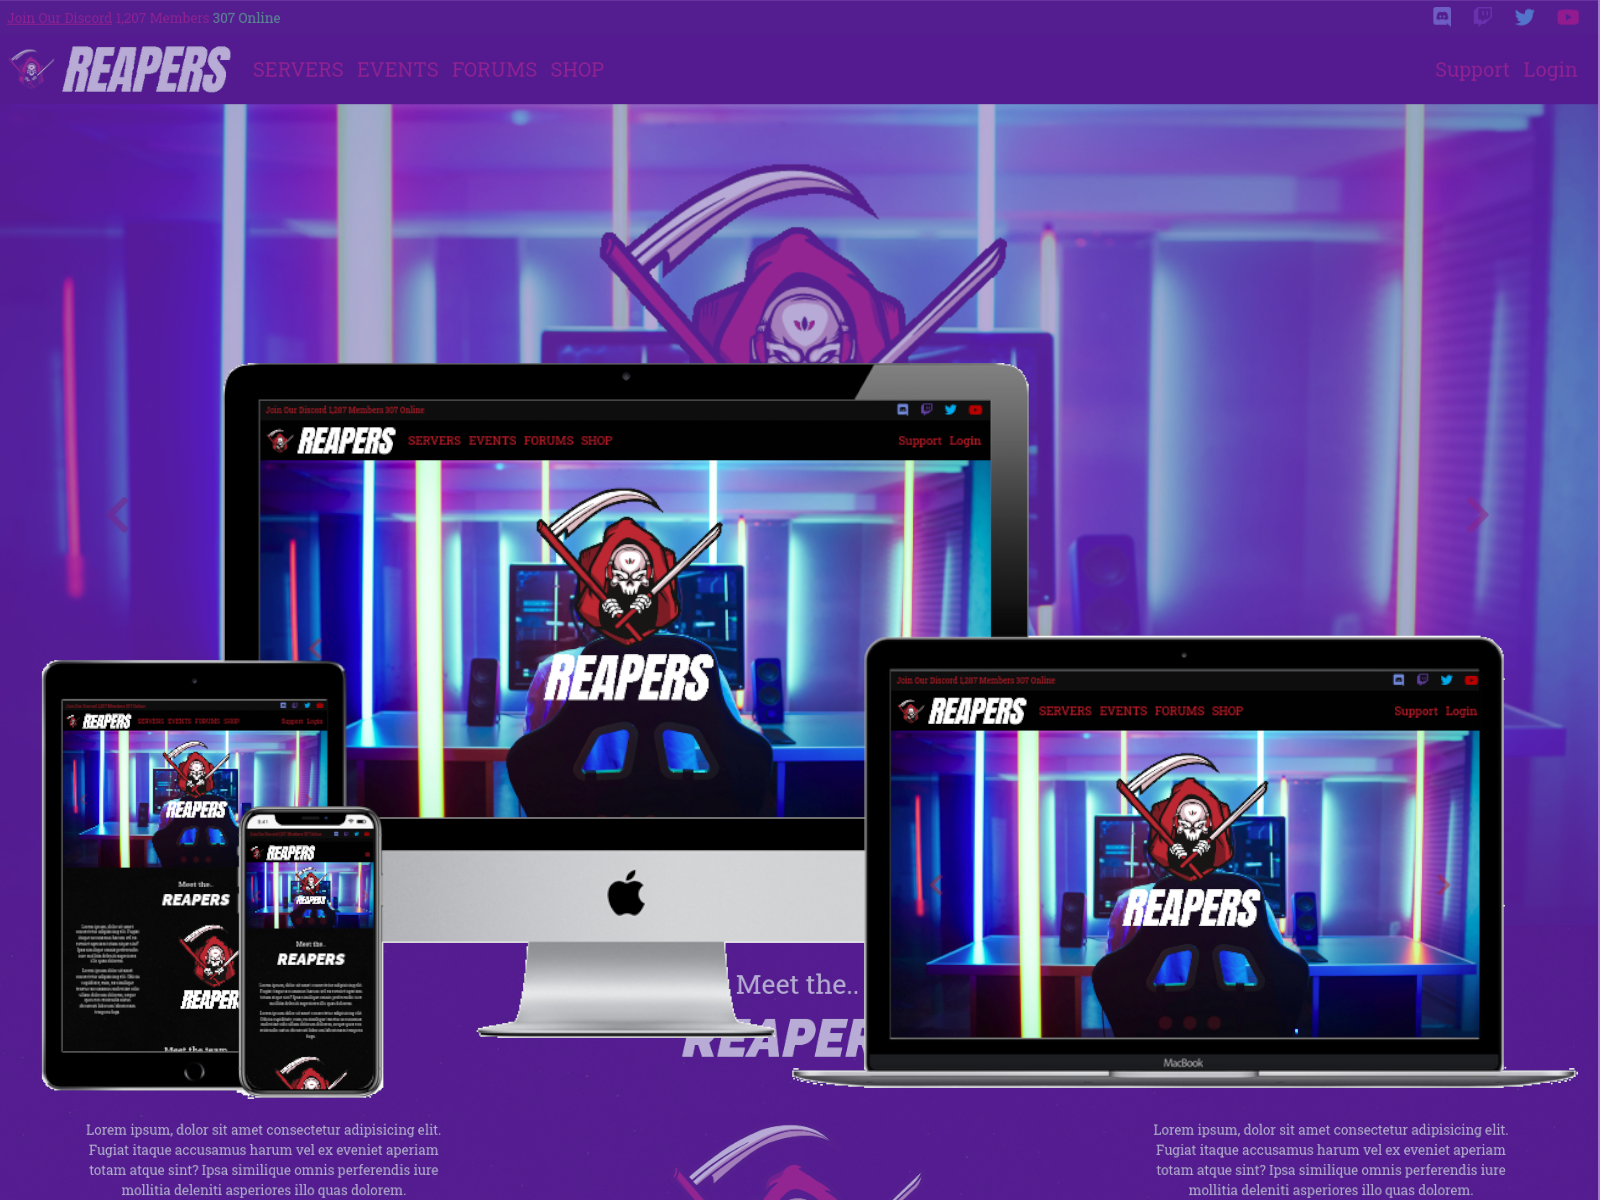 Join Our Discord 1,207 Members 307 Online
REAPERS SERVERS EVENTS FORUMS SHOP Support Login
Join Our Discord 1,207 Members 307 Online
REAPERS SERVERS EVENTS FORUMS SHOP Support Login
REAPERS
Join Our Discord 1,207 Members 307 Online
REAPERS SERVERS EVENTS FORUMS SHOP Support Login
REAPERS
MacBook
REAPERS SERVERS EVENTS FORUMS SHOP Support Login
REAPERS
Meet the..
REAPERS
REAPER
Meet the team
9:41
REAPERS
REAPERS
Meet the..
REAPERS
Meet the..
REAPER
Lorem ipsum, dolor sit amet consectetur adipisicing elit.
Fugiat itaque accusamus harum vel ex eveniet aperiam
totam atque sint? Ipsa similique omnis perferendis iure
mollitia deleniti asperiores illo quas dolorem.
Lorem ipsum, dolor sit amet consectetur adipisicing elit.
Fugiat itaque accusamus harum vel ex eveniet aperiam
totam atque sint? Ipsa similique omnis perferendis iure
mollitia deleniti asperiores illo quas dolorem.